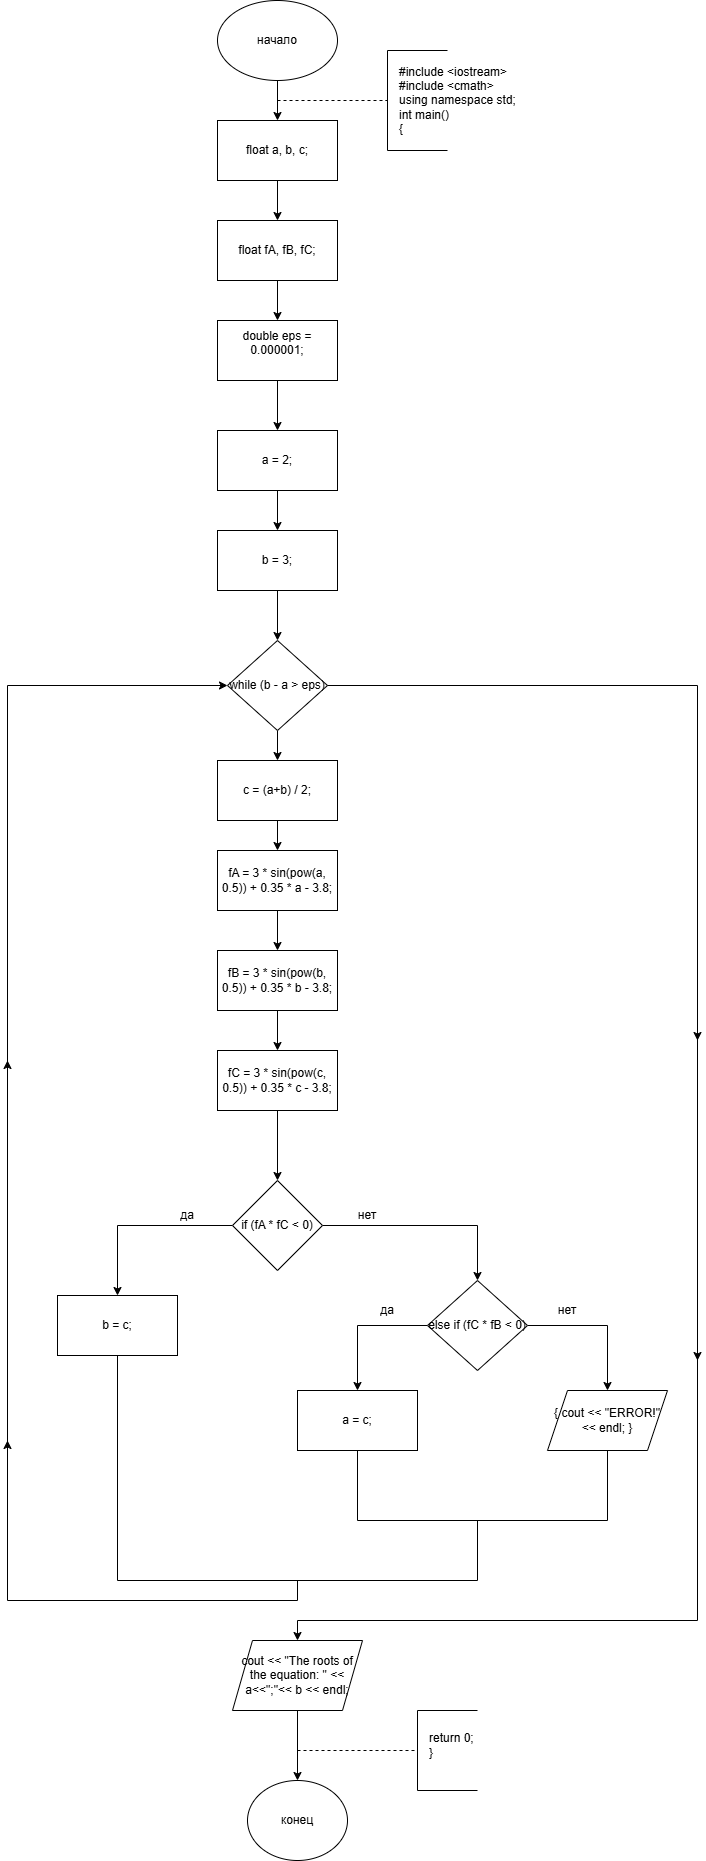 начало
#include <iostream>
#include <cmath>
using namespace std;
int main()
{
float a, b, c;
float fA, fB, fC;
double eps =
0.000001;
a = 2;
b = 3;
while (b - a > eps)
c = (a+b) / 2;
fA = 3 * sin(pow(a,
0.5)) + 0.35 * a - 3.8;
fB = 3 * sin(pow(b,
0.5)) + 0.35 * b - 3.8;
fC = 3 * sin(pow(c,
0.5)) + 0.35 * c - 3.8;
да
if (fA * fC < 0)
нет
b = c;
да
else if (fC * fB < 0)
нет
a = c;
{ cout << "ERROR!"
<< endl; }
cout << "The roots of
the equation: " <<
a<<";"<< b << endl;
return 0;
}
конец